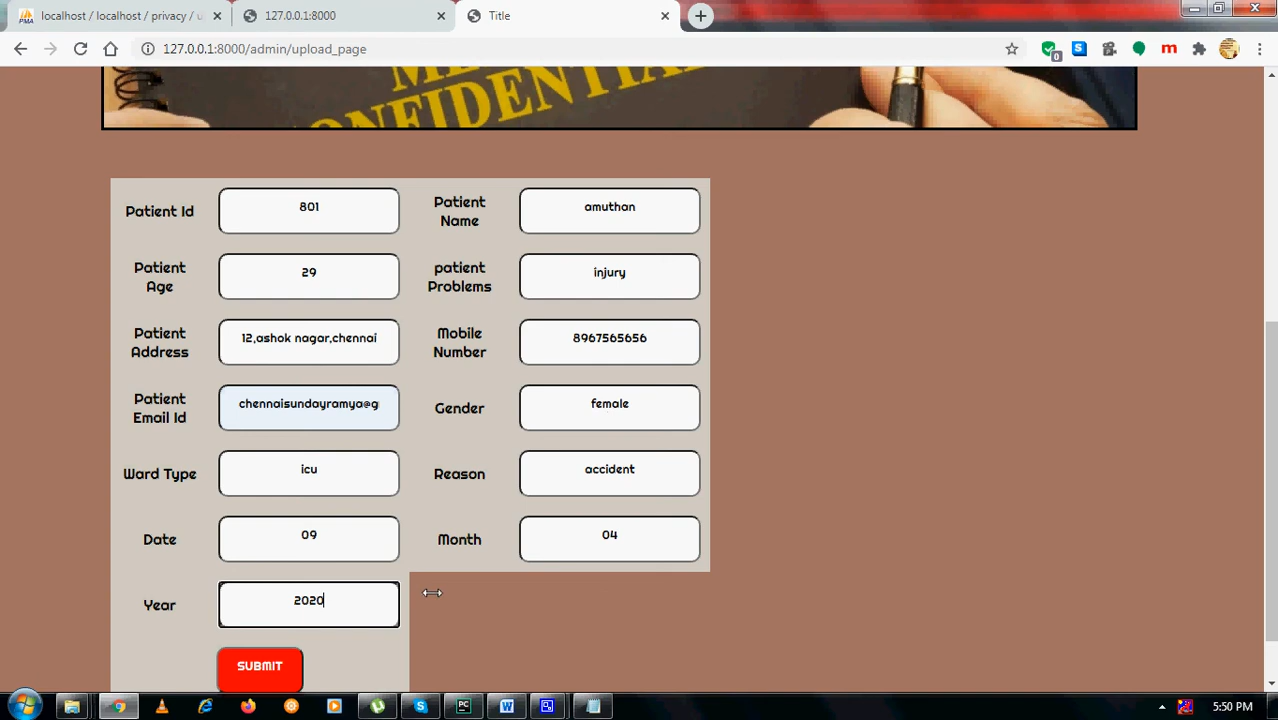 localhost / localhost / privacy / u
127.0.0.1:8000
Title
127.0.0.1:8000/admin/upload_page
CONFIDENTIAL
Patient Id
801
Patient Name
amuthan
Patient Age
29
patient Problems
injury
Patient Address
12,ashok nagar,chennai
Mobile Number
8967565656
Patient Email Id
chennaisundayramya@g
Gender
female
Ward Type
icu
Reason
accident
Date
09
Month
04
Year
2020
SUBMIT
5:50 PM